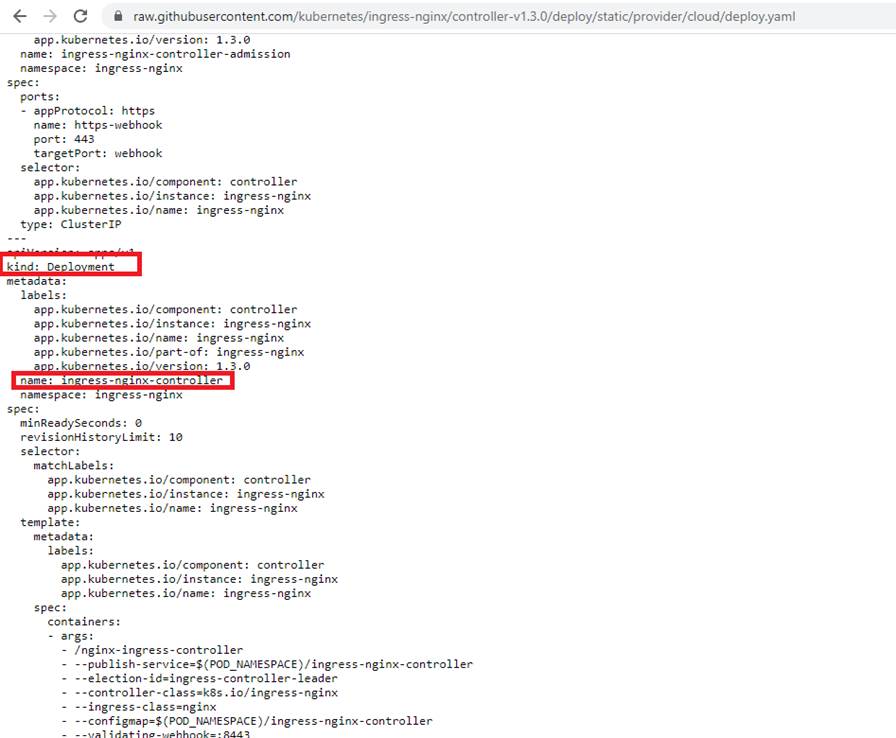 raw.githubusercontent.com/kubernetes/ingress-nginx/controller-v1.3.0/deploy/static/provider/cloud/deploy.yaml
app.kubernetes.io/version: 1.3.0
name: ingress-nginx-controller-admission
namespace: ingress-nginx
spec:
ports:
- appProtocol: https
name: https-webhook
port: 443
targetPort: webhook
selector:
app.kubernetes.io/component: controller
app.kubernetes.io/instance: ingress-nginx
app.kubernetes.io/name: ingress-nginx
type: ClusterIP
---
apiVersion: apps/v1
kind: Deployment
metadata:
labels:
app.kubernetes.io/component: controller
app.kubernetes.io/instance: ingress-nginx
app.kubernetes.io/name: ingress-nginx
app.kubernetes.io/part-of: ingress-nginx
app.kubernetes.io/version: 1.3.0
name: ingress-nginx-controller
namespace: ingress-nginx
spec:
minReadySeconds: 0
revisionHistoryLimit: 10
selector:
matchLabels:
app.kubernetes.io/component: controller
app.kubernetes.io/instance: ingress-nginx
app.kubernetes.io/name: ingress-nginx
template:
metadata:
labels:
app.kubernetes.io/component: controller
app.kubernetes.io/instance: ingress-nginx
app.kubernetes.io/name: ingress-nginx
spec:
containers:
- args:
- /nginx-ingress-controller
- --publish-service=$(POD_NAMESPACE)/ingress-nginx-controller
- --election-id=ingress-controller-leader
- --controller-class=k8s.io/ingress-nginx
- --ingress-class=nginx
- --configmap=$(POD_NAMESPACE)/ingress-nginx-controller
- --validating-webhook=:8443